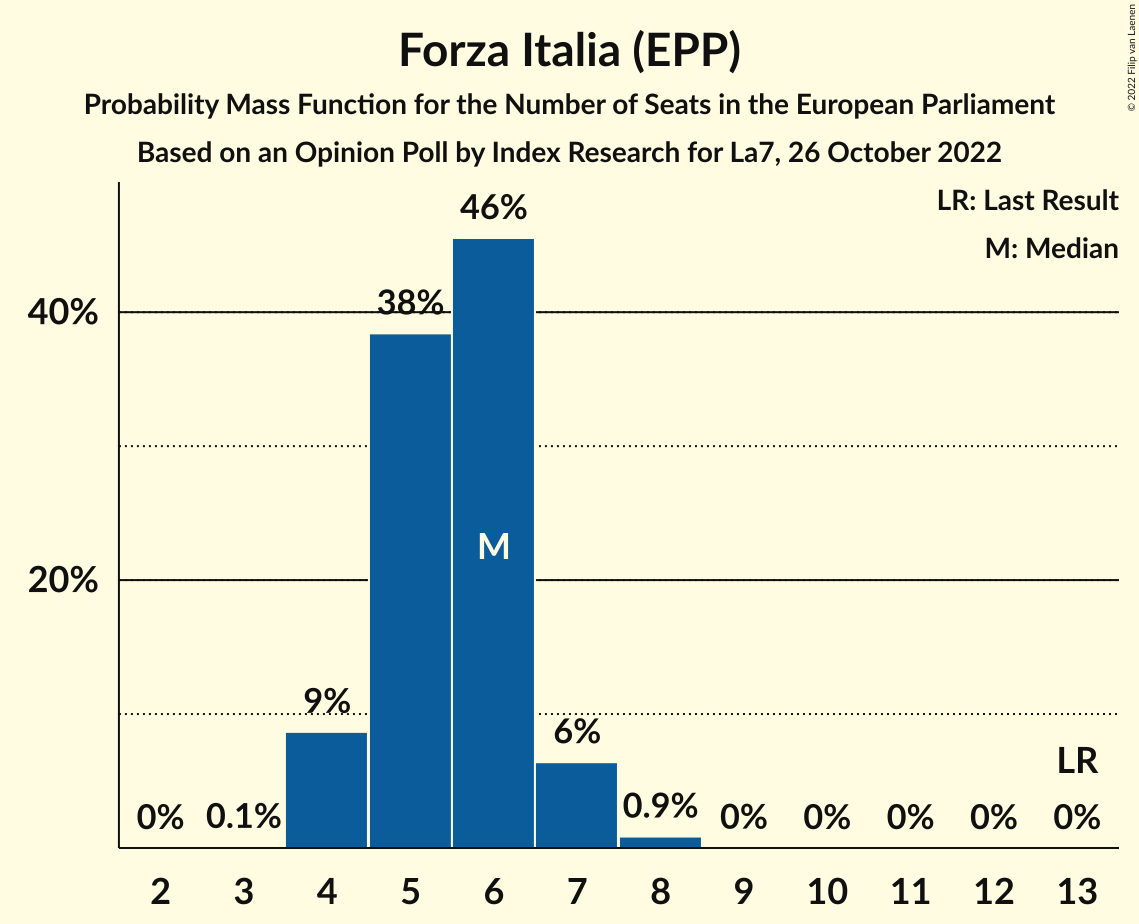 Forza Italia (EPP)
Probability Mass Function for the Number of Seats in the European Parliament
Based on an Opinion Poll by Index Research for La7, 26 October 2022
© 2022 Filip van Laenen
LR: Last Result
M: Median
46%
38%
40%
M
20%
9%
6%
LR
0% 0.1% 0.9% 0% 0% 0% 0% 0%
2 3 4 5 6 7 8 9 10 11 12 13